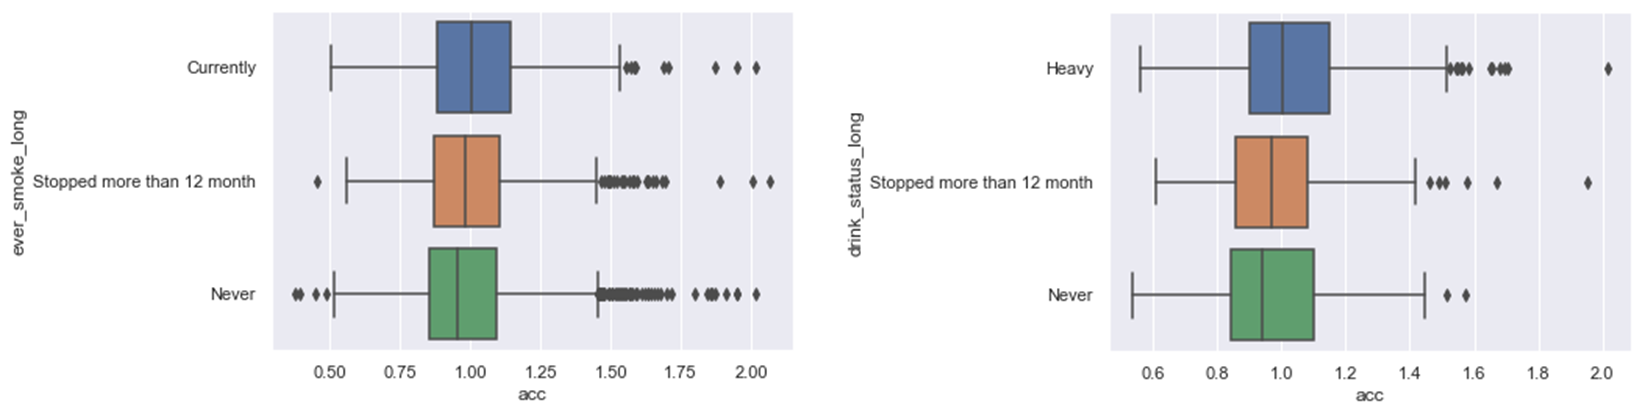 ever_smoke_long
Currently
Stopped more than 12 month
Never
0.50 0.75 1.00 1.25 1.50 1.75 2.00
acc
drink_status_long
Heavy
Stopped more than 12 month
Never
0.6 0.8 1.0 1.2 1.4 1.6 1.8 2.0
acc